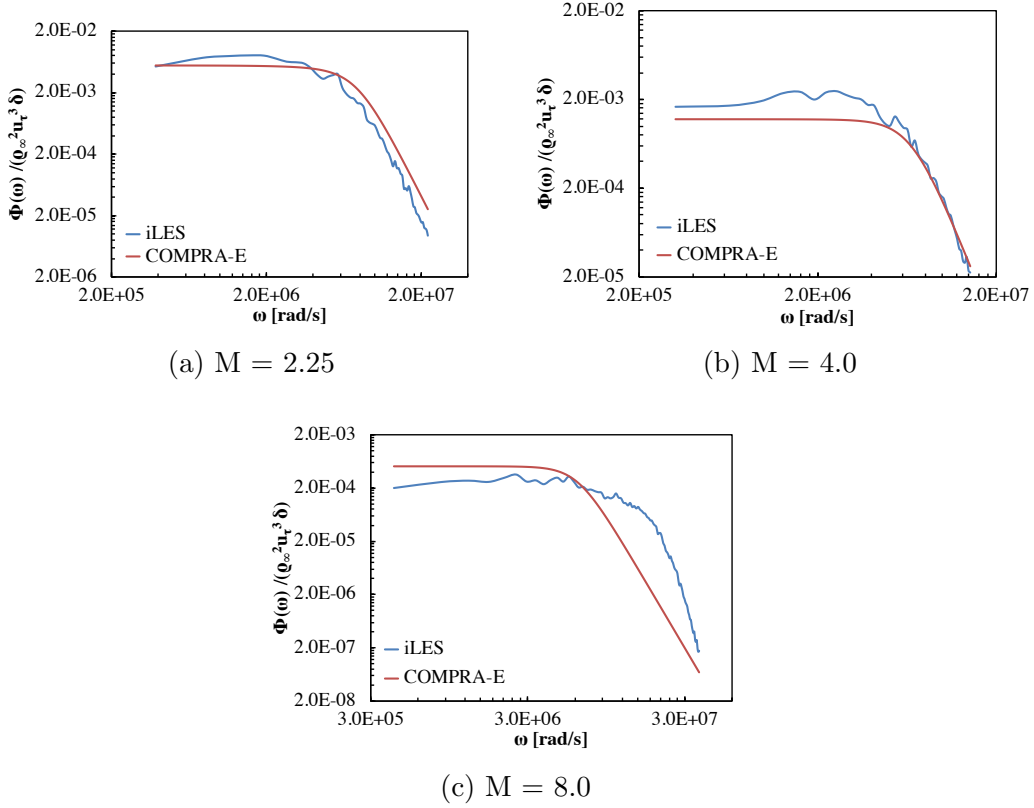 2.0E-02
2.0E-03
2.0E-04
2.0E-05
2.0E-06
Φ(ω) /(ϱ∞²uτ³ δ)
iLES
COMPRA-E
2.0E+05 2.0E+06 2.0E+07
ω [rad/s]
(a) M = 2.25
2.0E-02
2.0E-03
2.0E-04
2.0E-05
Φ(ω) /(ϱ∞²uτ³ δ)
iLES
COMPRA-E
2.0E+05 2.0E+06 2.0E+07
ω [rad/s]
(b) M = 4.0
2.0E-03
2.0E-04
2.0E-05
2.0E-06
2.0E-07
2.0E-08
Φ(ω) /(ϱ∞²uτ³ δ)
iLES
COMPRA-E
3.0E+05 3.0E+06 3.0E+07
ω [rad/s]
(c) M = 8.0